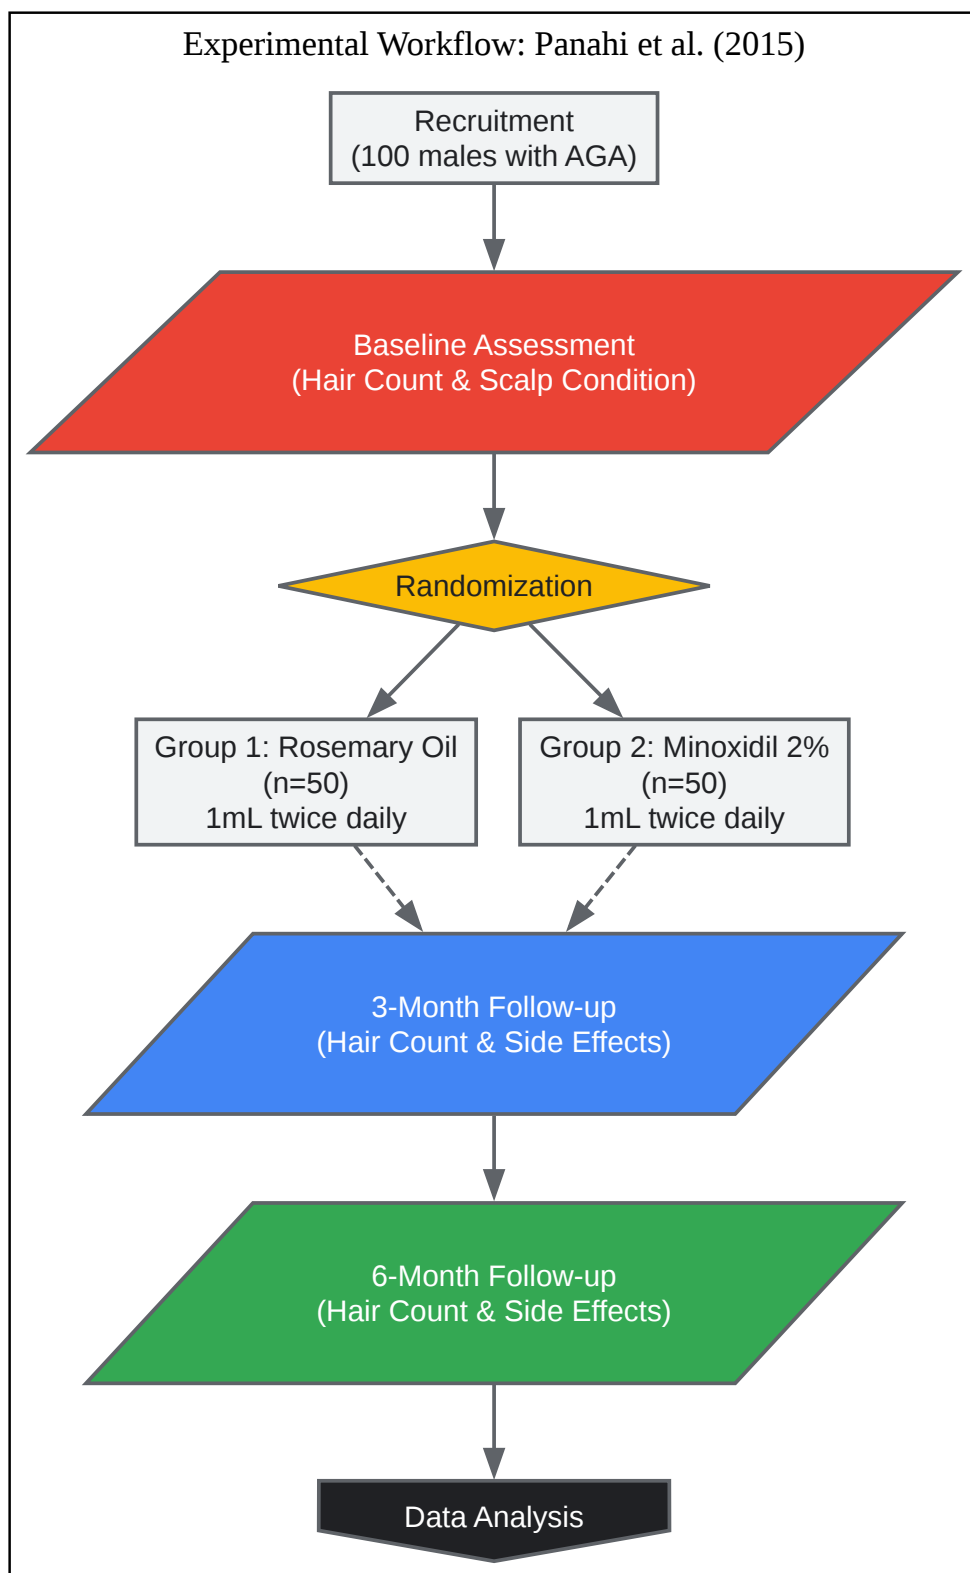 Experimental Workflow: Panahi et al. (2015)
Recruitment
(100 males with AGA)
Baseline Assessment
(Hair Count & Scalp Condition)
Randomization
Group 1: Rosemary Oil
(n=50)
1mL twice daily
Group 2: Minoxidil 2%
(n=50)
1mL twice daily
3-Month Follow-up
(Hair Count & Side Effects)
6-Month Follow-up
(Hair Count & Side Effects)
Data Analysis